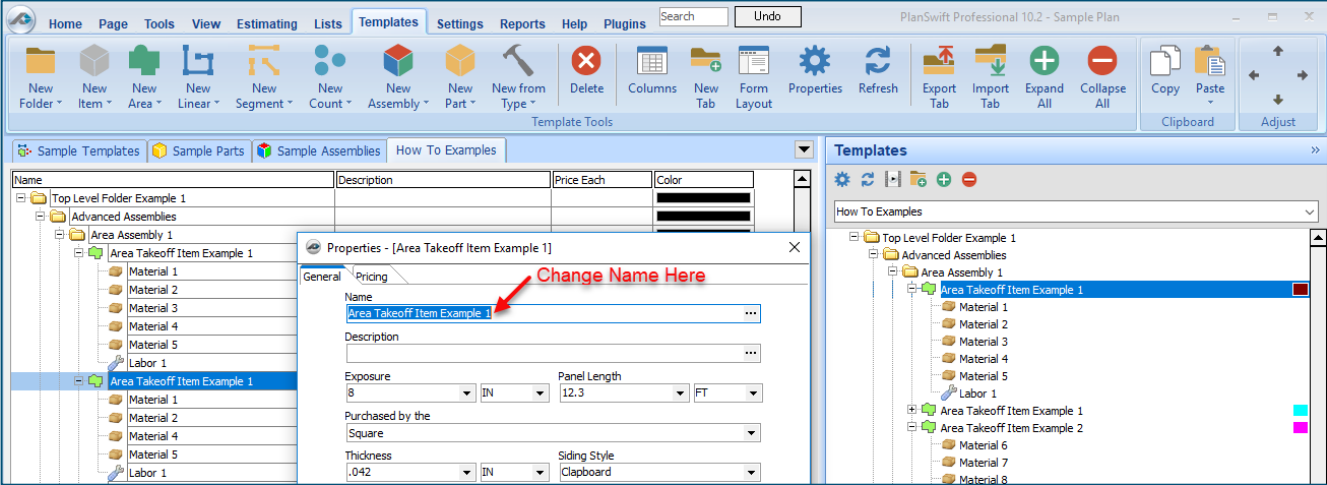 Home Page Tools View Estimating Lists Templates Settings Reports Help Plugins Search Undo PlanSwift Professional 10.2 - Sample Plan
New Folder
New Item
New Area
New Linear
New Segment
New Count
New Assembly
New Part
New from Type
Delete
Columns
New Tab
Form Layout
Properties
Refresh
Export Tab
Import Tab
Expand All
Collapse All
Copy
Paste
Template Tools
Clipboard
Adjust
Sample Templates Sample Parts Sample Assemblies How To Examples
Name Description Price Each Color
Top Level Folder Example 1
Advanced Assemblies
Area Assembly 1
Area Takeoff Item Example 1
Material 1
Material 2
Material 3
Material 4
Material 5
Labor 1
Area Takeoff Item Example 1
Material 1
Material 2
Material 4
Material 5
Labor 1
Properties - [Area Takeoff Item Example 1]
General Pricing
Change Name Here
Name
Area Takeoff Item Example 1
Description
Exposure Panel Length
8 IN 12.3 FT
Purchased by the
Square
Thickness Siding Style
.042 IN Clapboard
Templates
How To Examples
Top Level Folder Example 1
Advanced Assemblies
Area Assembly 1
Area Takeoff Item Example 1
Material 1
Material 2
Material 3
Material 4
Material 5
Labor 1
Area Takeoff Item Example 1
Area Takeoff Item Example 2
Material 6
Material 7
Material 8